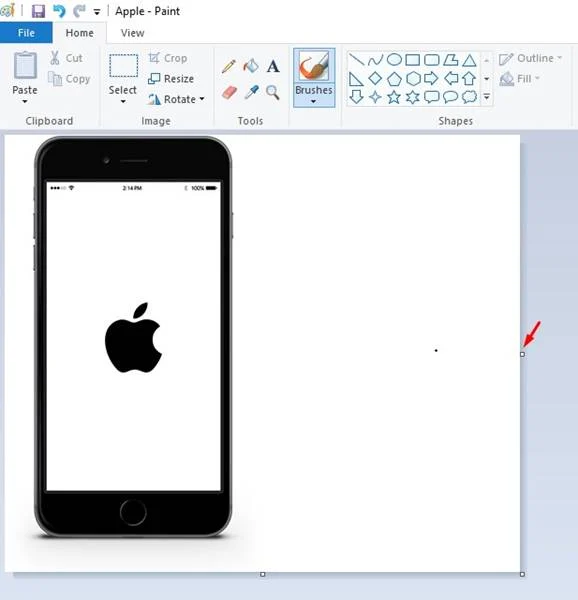 Apple - Paint
File Home View
Paste
Cut
Copy
Clipboard
Select
Crop
Resize
Rotate
Image
A
Tools
Brushes
Shapes
Outline
Fill
2:14 PM 100%